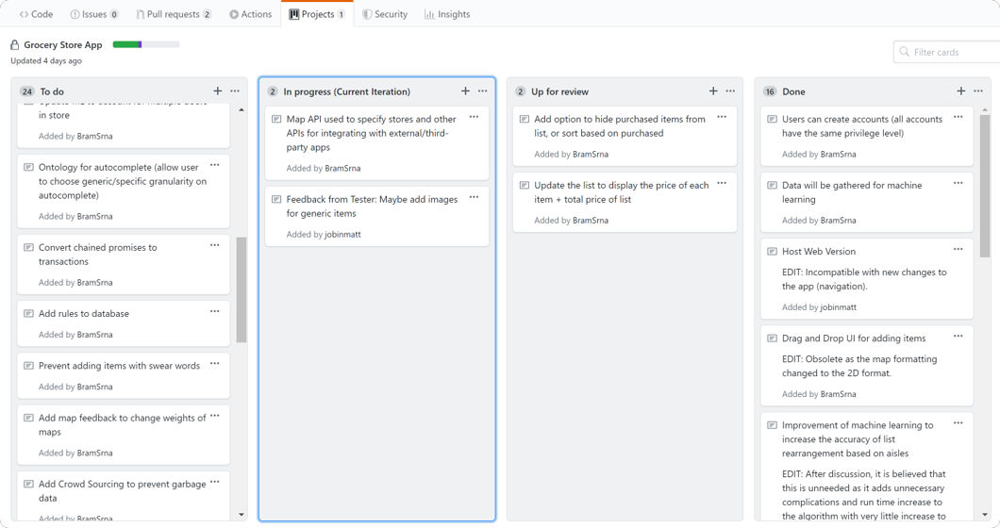 Code
Issues 0
Pull requests 2
Actions
Projects 1
Security
Insights
Grocery Store App
Updated 4 days ago
Filter cards
24 To do
in store
Added by BramSrna
Ontology for autocomplete (allow user
to choose generic/specific granularity on
autocomplete)
Added by BramSrna
Convert chained promises to
transactions
Added by BramSrna
Add rules to database
Added by BramSrna
Prevent adding items with swear words
Added by BramSrna
Add map feedback to change weights of
maps
Added by BramSrna
Add Crowd Sourcing to prevent garbage
data
Added by BramSrna
2 In progress (Current Iteration)
Map API used to specify stores and other
APIs for integrating with external/third-
party apps
Added by BramSrna
Feedback from Tester: Maybe add images
for generic items
Added by jobinmatt
2 Up for review
Add option to hide purchased items from
list, or sort based on purchased
Added by BramSrna
Update the list to display the price of each
item + total price of list
Added by BramSrna
16 Done
Users can create accounts (all accounts
have the same privilege level)
Added by BramSrna
Data will be gathered for machine
learning
Added by BramSrna
Host Web Version
EDIT: Incompatible with new changes to
the app (navigation).
Added by jobinmatt
Drag and Drop UI for adding items
EDIT: Obsolete as the map formatting
changed to the 2D format.
Added by BramSrna
Improvement of machine learning to
increase the accuracy of list
rearrangement based on aisles
EDIT: After discussion, it is believed that
this is unneeded as it adds unnecessary
complications and run time increase to
the algorithm with very little increase to